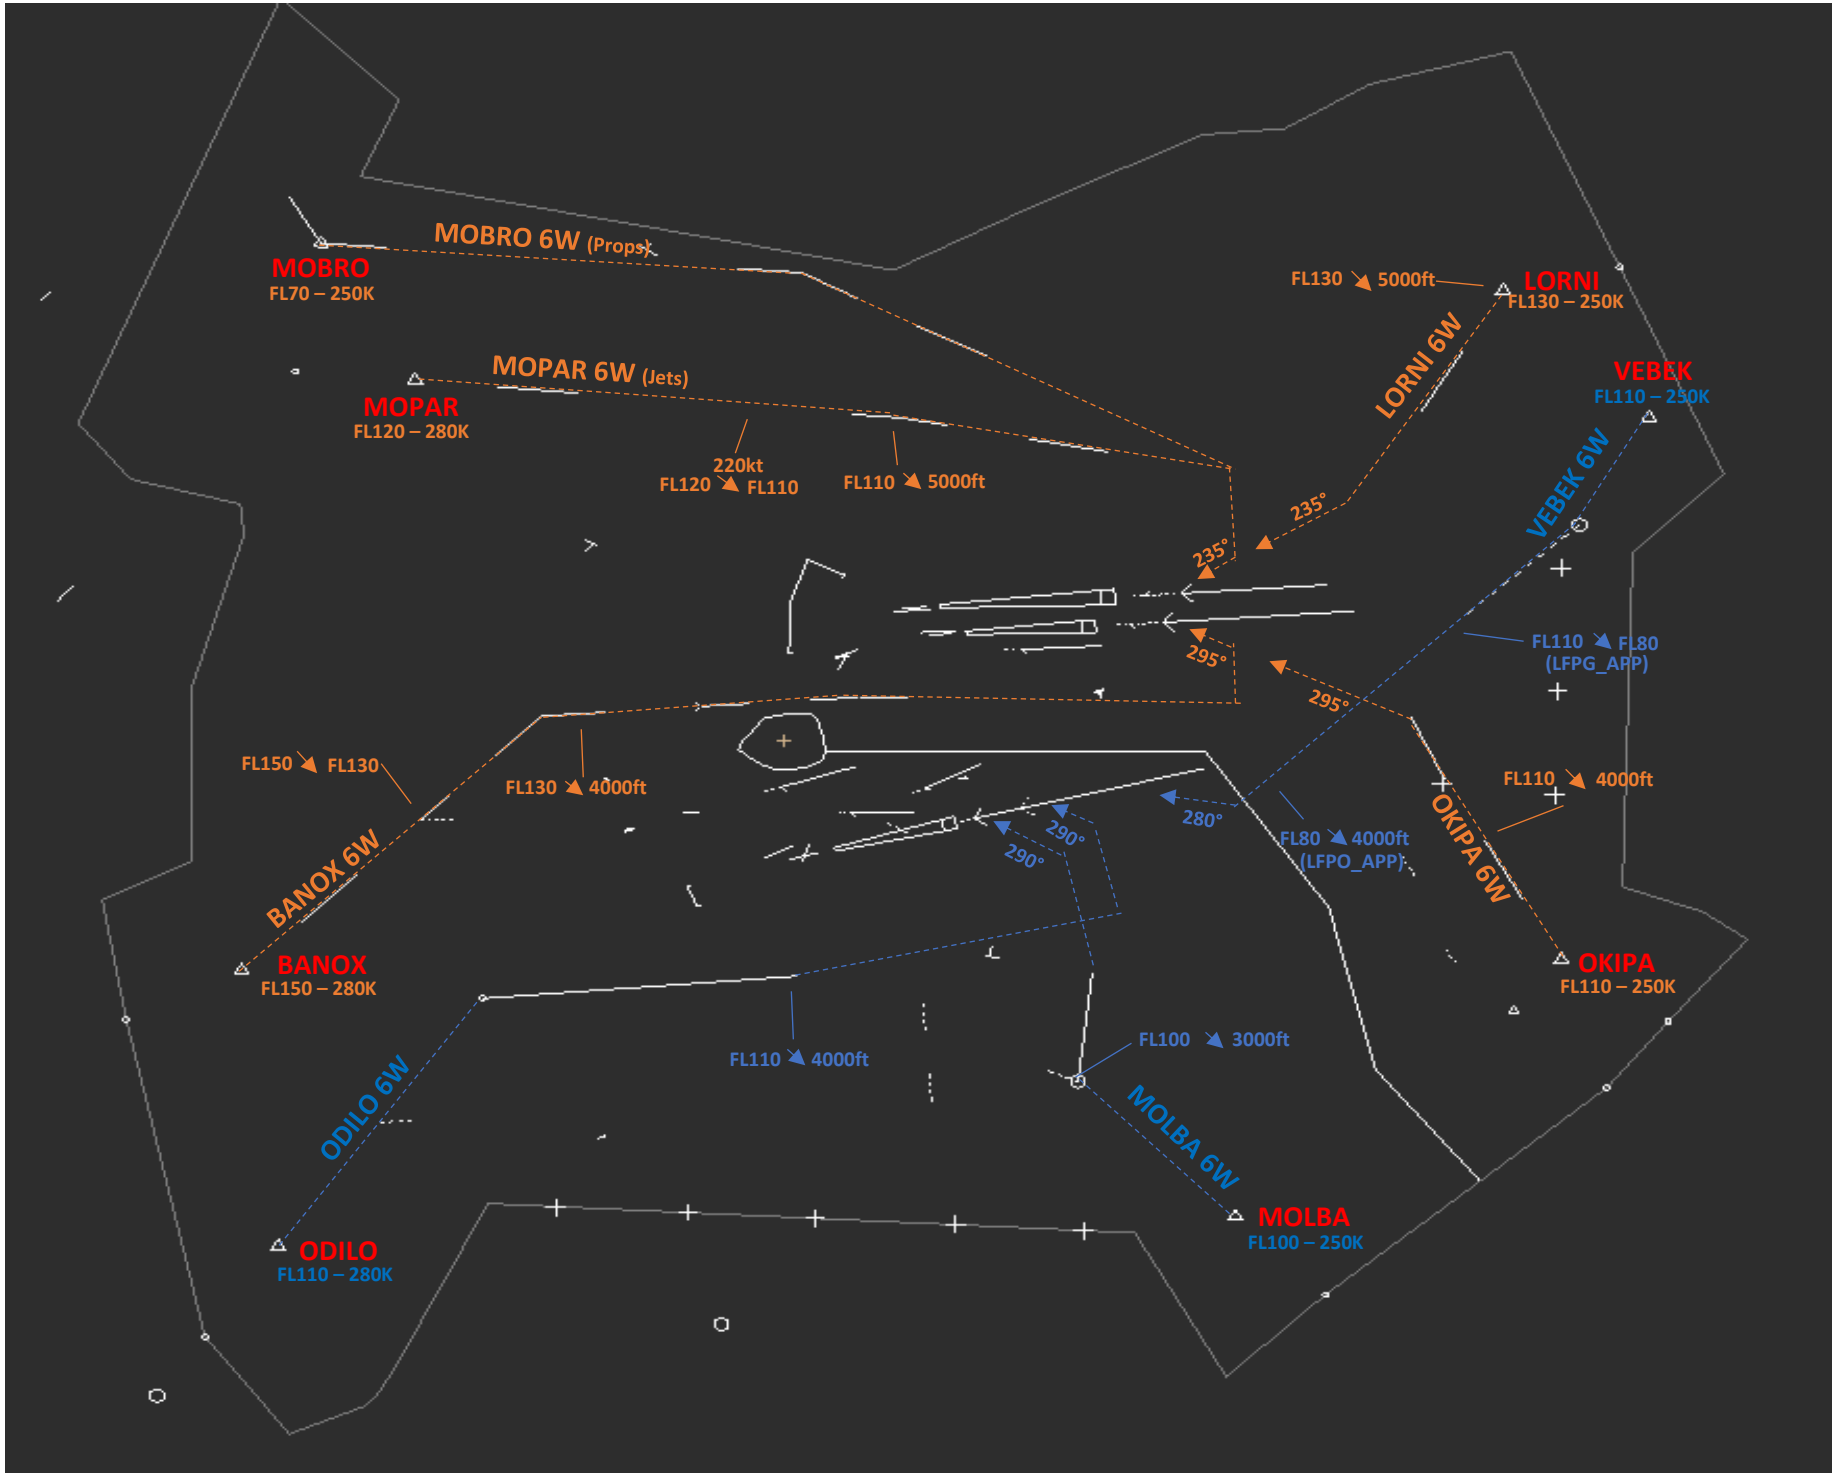 MOBRO 6W (Props)
MOBRO
FL70 – 250K
FL130 ↘ 5000ft
LORNI
FL130 – 250K
LORNI 6W
MOPAR 6W (Jets)
MOPAR
FL120 – 280K
VEBEK
FL110 – 250K
VEBEK 6W
220kt
FL120 ↘ FL110
FL110 ↘ 5000ft
235°
235°
295°
295°
FL110 ↘ FL80
(LFPG_APP)
FL150 ↘ FL130
FL130 ↘ 4000ft
FL110 ↘ 4000ft
OKIPA 6W
280°
290°
290°
FL80 ↘ 4000ft
(LFPO_APP)
BANOX 6W
BANOX
FL150 – 280K
OKIPA
FL110 – 250K
FL110 ↘ 4000ft
FL100 ↘ 3000ft
ODILO 6W
MOLBA 6W
MOLBA
FL100 – 250K
ODILO
FL110 – 280K